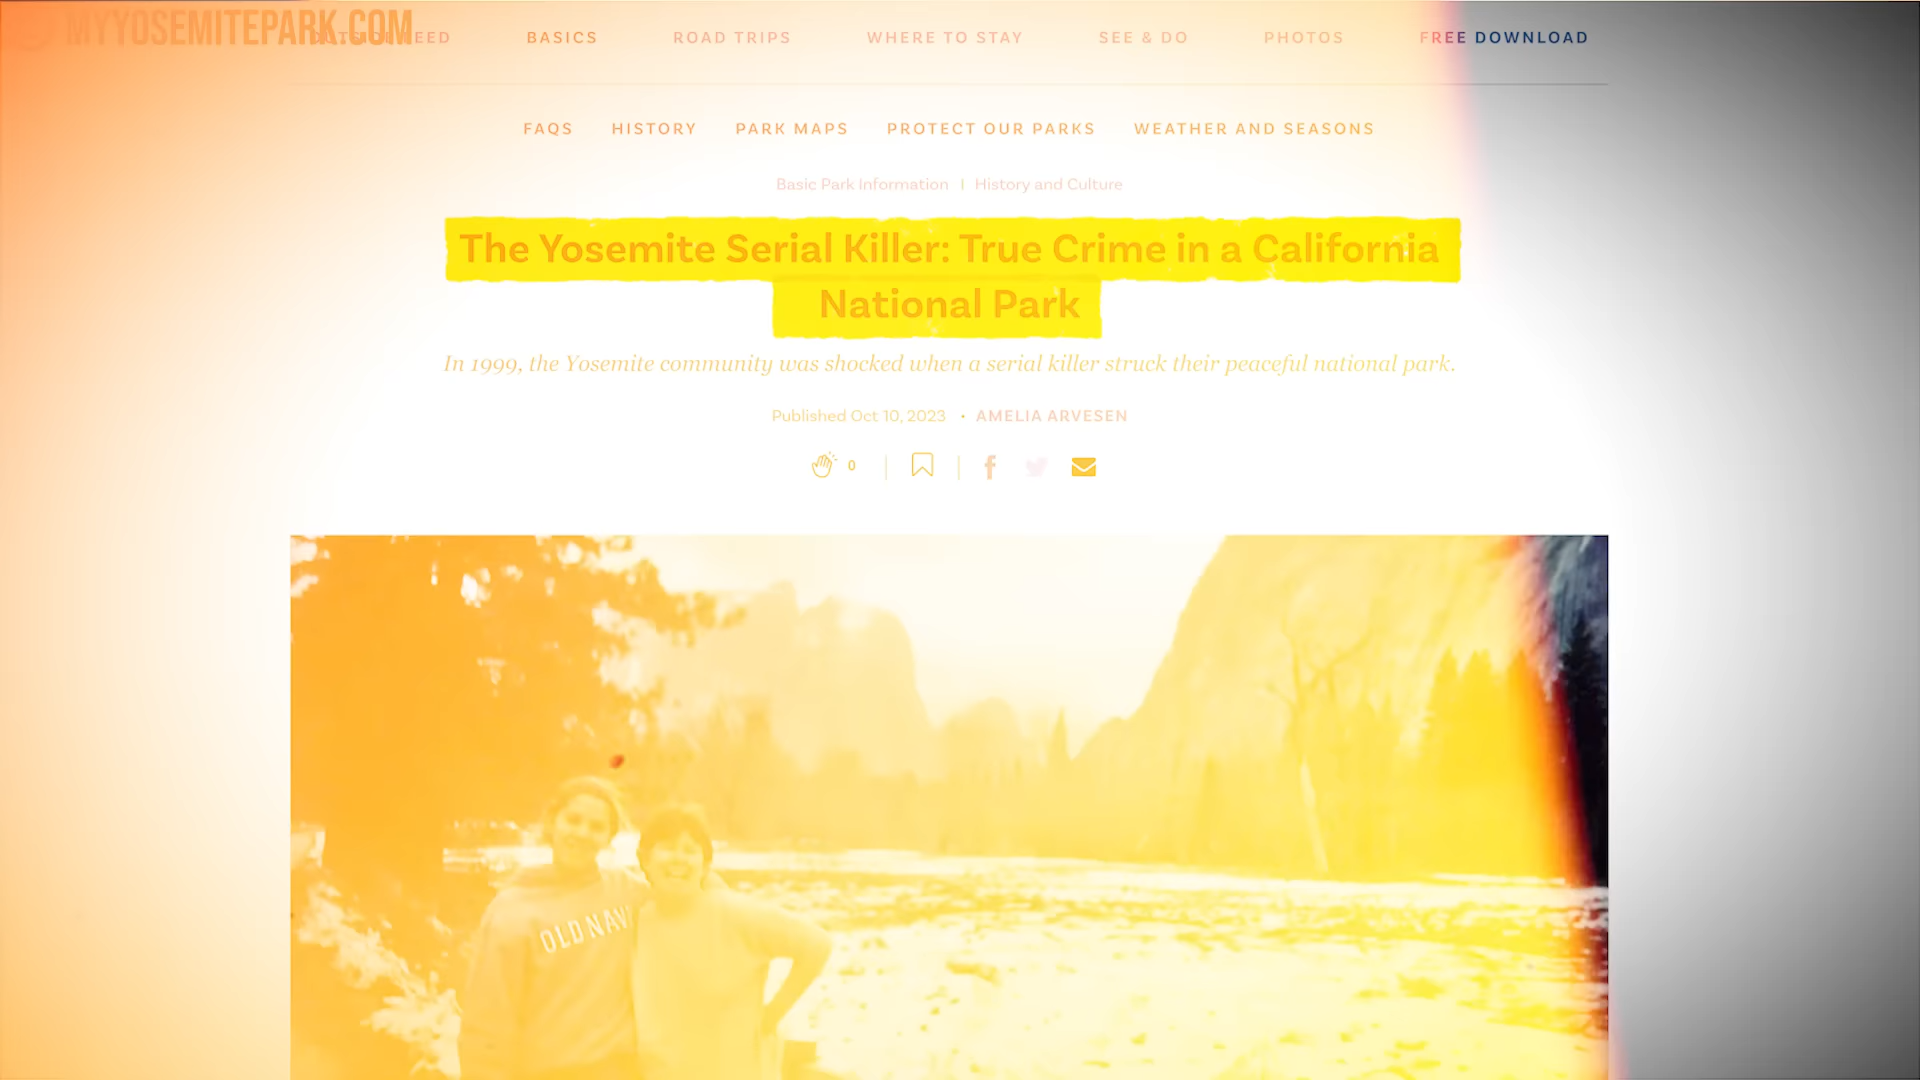 MYYOSEMITEPARK.COM
BASICS ROAD TRIPS WHERE TO STAY SEE & DO PHOTOS FREE DOWNLOAD
FAQS HISTORY PARK MAPS PROTECT OUR PARKS WEATHER AND SEASONS
Basic Park Information | History and Culture
The Yosemite Serial Killer: True Crime in a California
National Park
In 1999, the Yosemite community was shocked when a serial killer struck their peaceful national park.
Published Oct 10, 2023 • AMELIA ARVESEN
0
OLD NAV